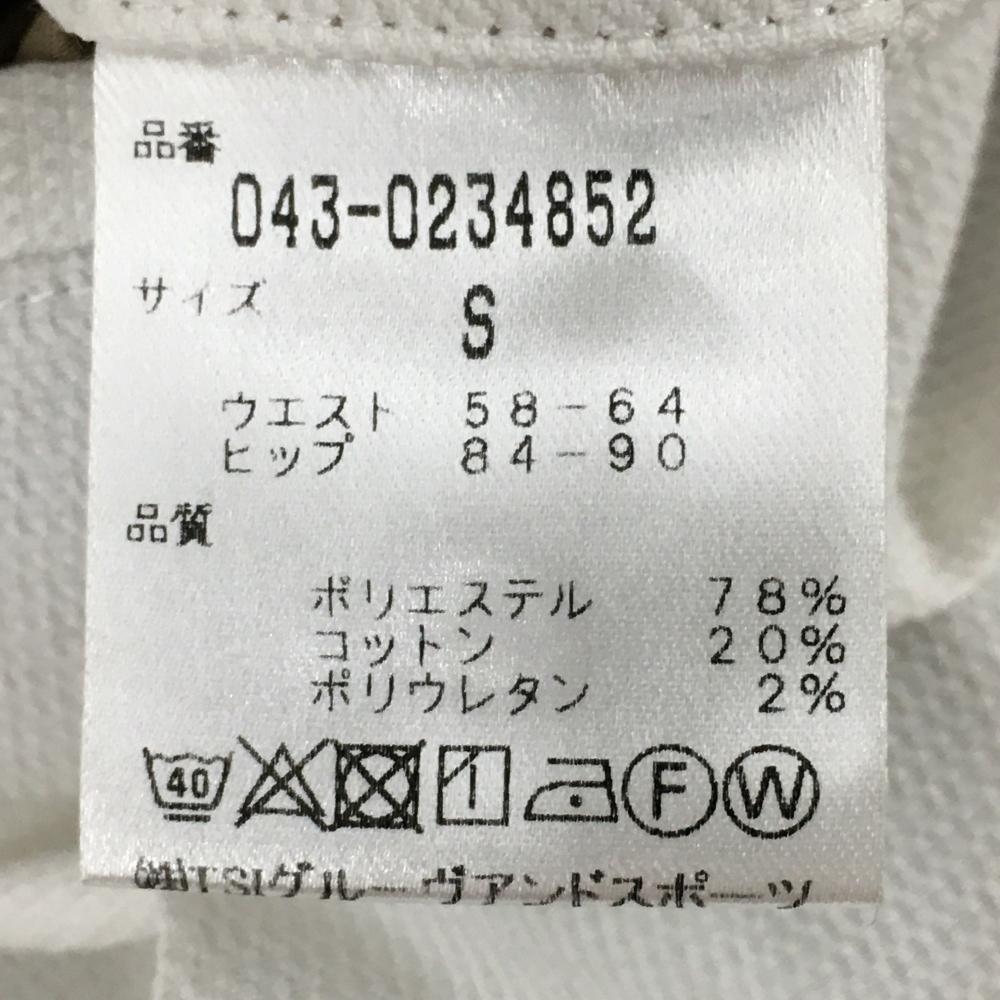 品番
043-0234852
サイズ S
ウエスト 58-64
ヒップ 84-90
品質
ポリエステル 78%
コットン 20%
ポリウレタン 2%
40 F W
㈱TSIグルーヴアンドスポーツ